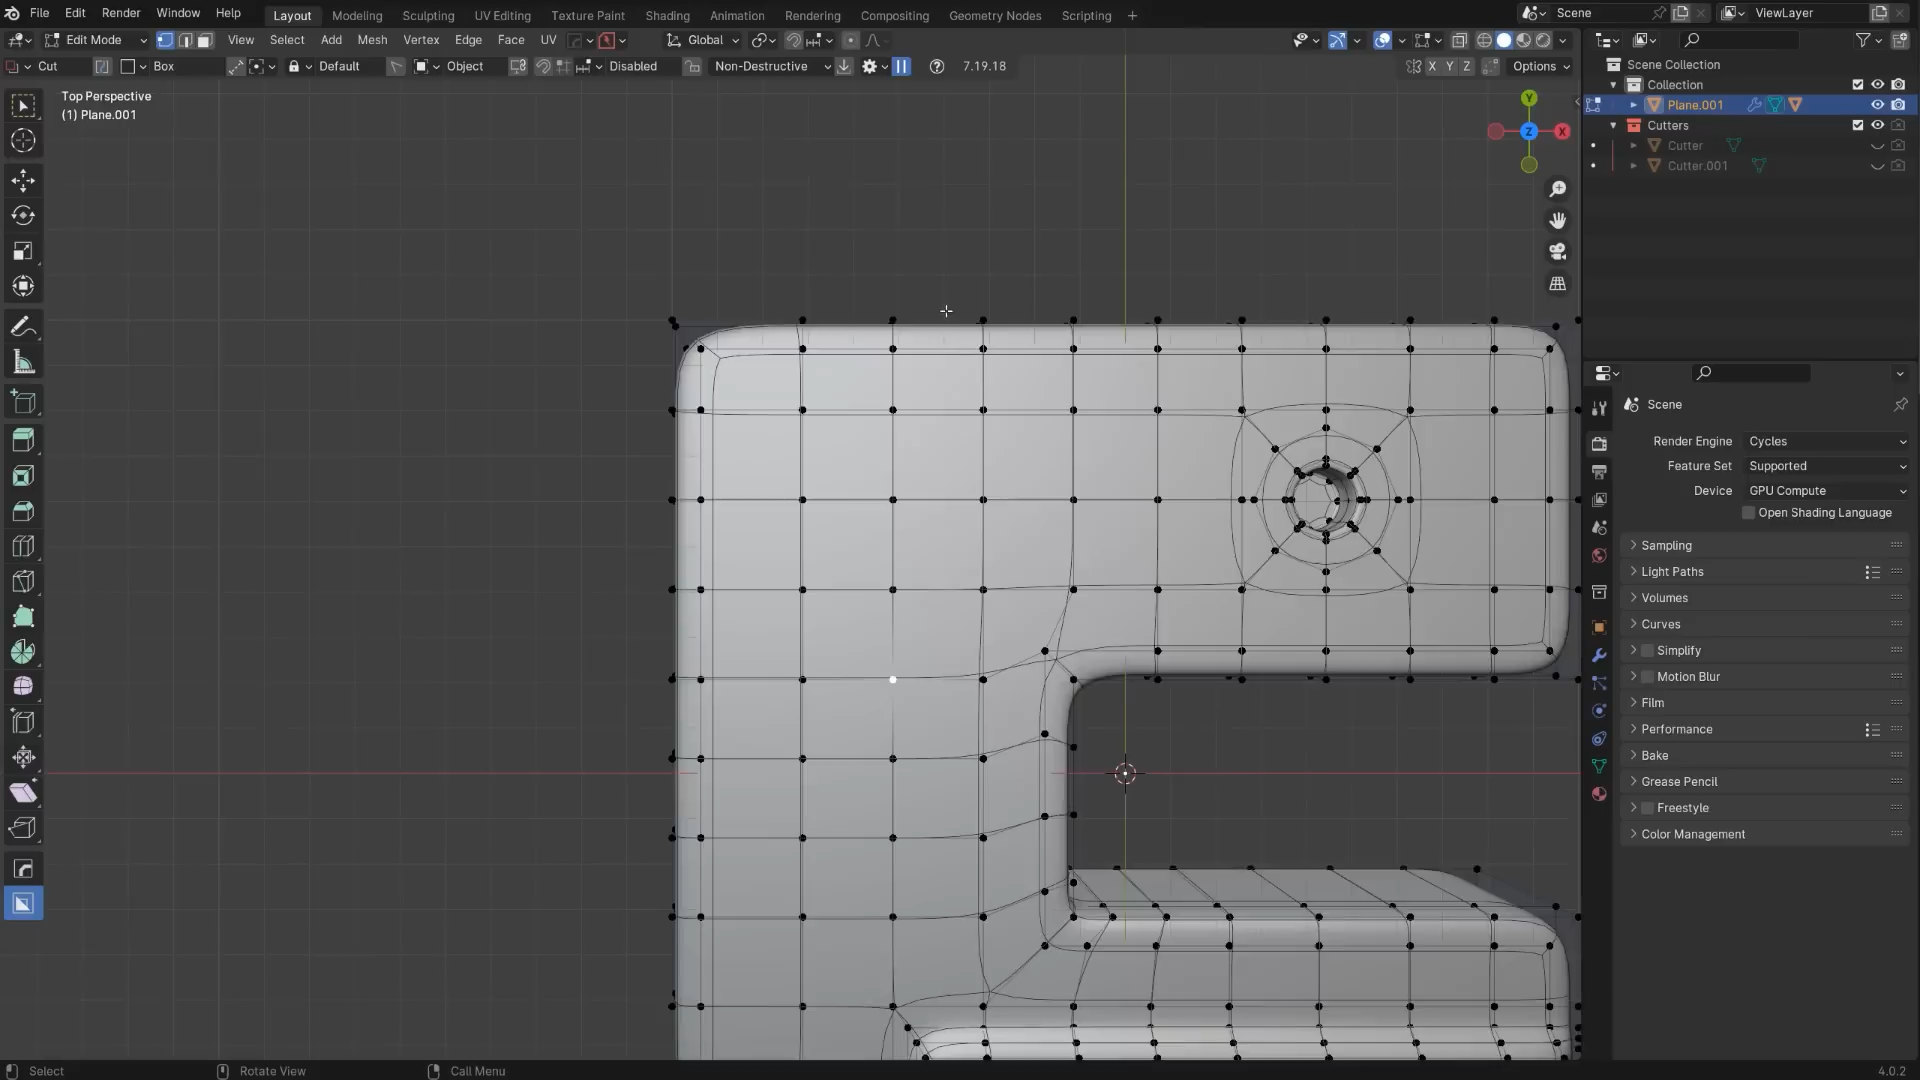 File Edit Render Window Help Layout Modeling Sculpting UV Editing Texture Paint Shading Animation Rendering Compositing Geometry Nodes Scripting + Scene ViewLayer
Edit Mode View Select Add Mesh Vertex Edge Face UV Global
Cut Box Default Object Disabled Non-Destructive 7.19.18 X Y Z Options
Top Perspective
(1) Plane.001
Y
Z
X
Scene Collection
Collection
Plane.001
Cutters
Cutter
Cutter.001
Scene
Render Engine Cycles
Feature Set Supported
Device GPU Compute
Open Shading Language
Sampling
Light Paths
Volumes
Curves
Simplify
Motion Blur
Film
Performance
Bake
Grease Pencil
Freestyle
Color Management
Select Rotate View Call Menu 4.0.2